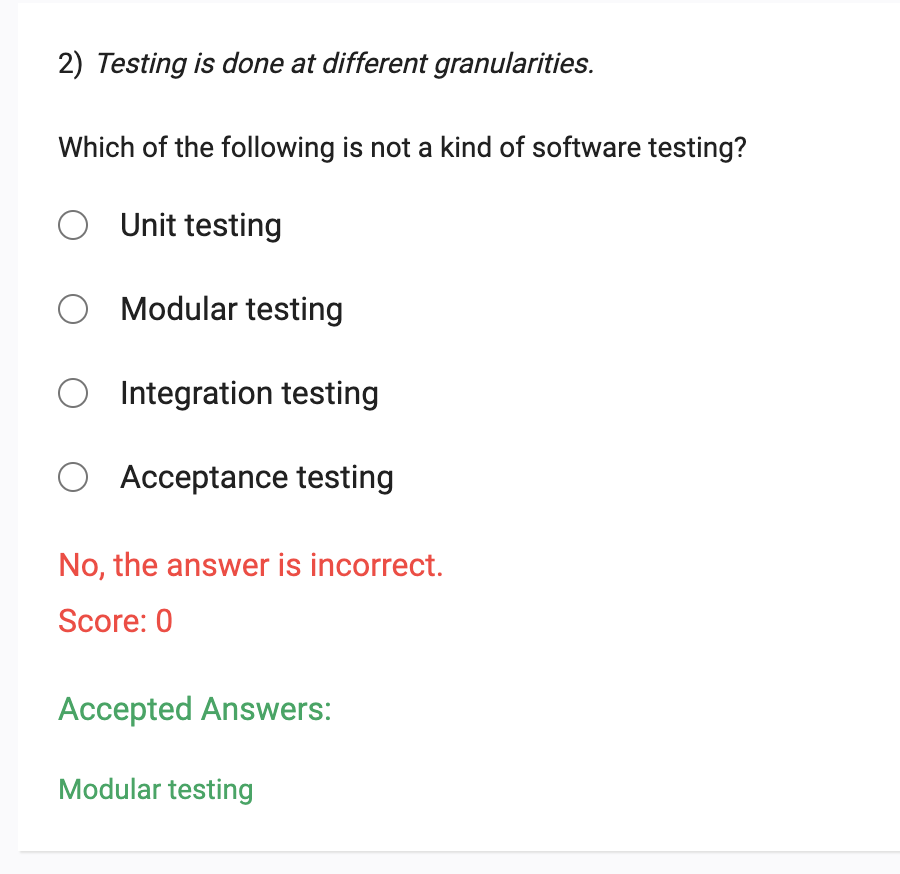 2) Testing is done at different granularities.
Which of the following is not a kind of software testing?
Unit testing
Modular testing
Integration testing
Acceptance testing
No, the answer is incorrect.
Score: 0
Accepted Answers:
Modular testing